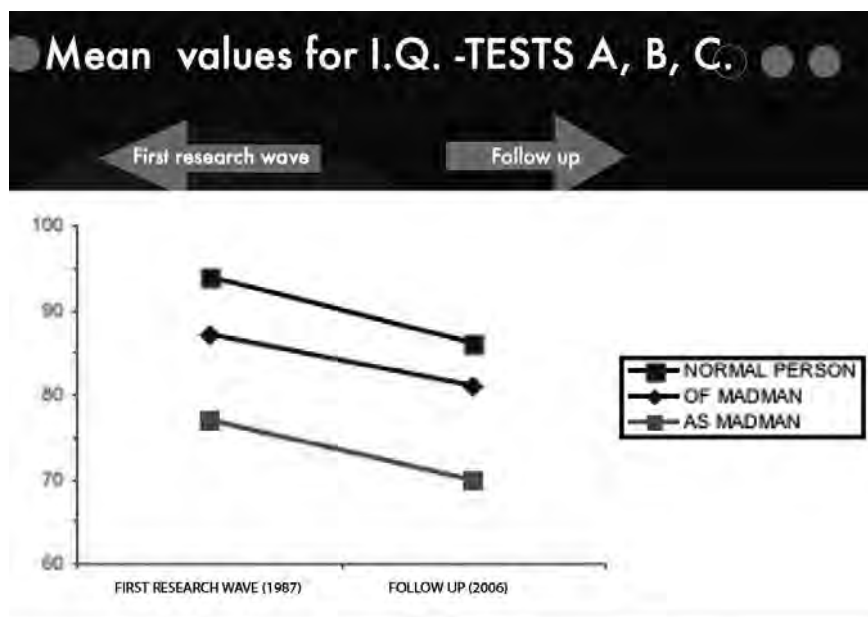 Mean values for I.Q. -TESTS A, B, C.
First research wave
Follow up
100
90
80
70
60
NORMAL PERSON
OF MADMAN
AS MADMAN
FIRST RESEARCH WAVE (1987)
FOLLOW UP (2006)